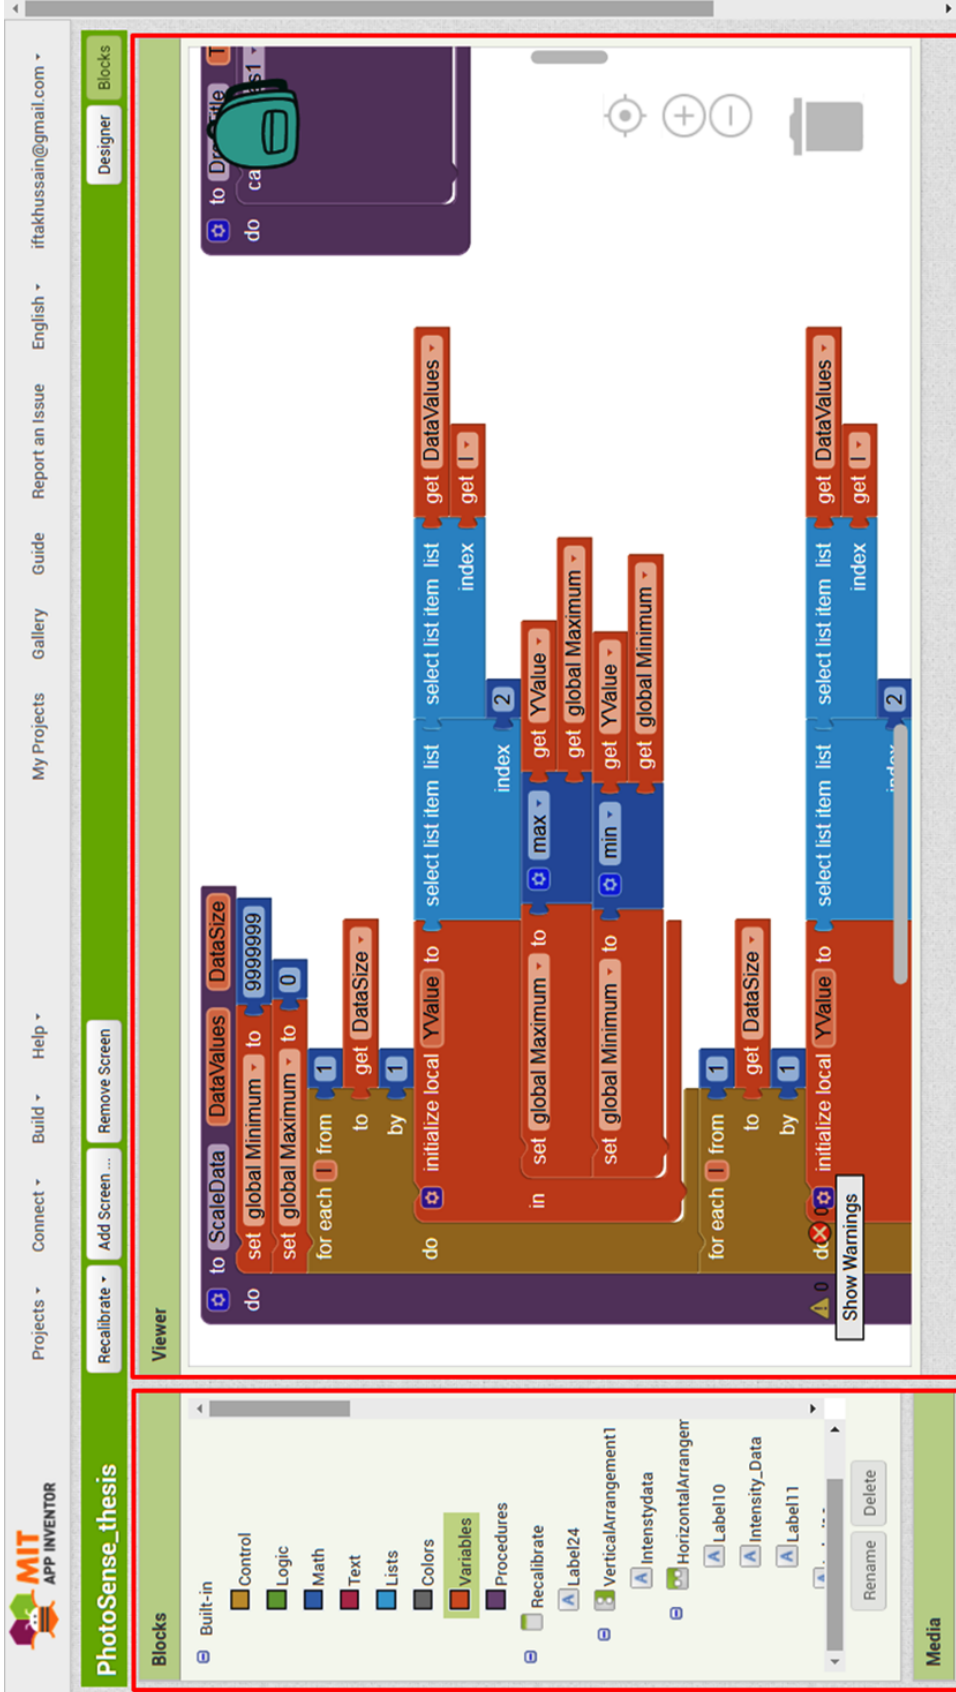 MIT
APP INVENTOR
Projects
Connect
Build
Help
My Projects
Gallery
Guide
Report an Issue
English
iftakhussain@gmail.com
PhotoSense_thesis
Recalibrate
Add Screen ...
Remove Screen
Designer
Blocks
Blocks
Built-in
Control
Logic
Math
Text
Lists
Colors
Variables
Procedures
Recalibrate
Label24
VerticalArrangement1
Intenstydata
HorizontalArrangem
Label10
Intensity_Data
Label11
Rename
Delete
Media
Viewer
to ScaleData DataValues DataSize
do set global Minimum to 9999999
set global Maximum to 0
for each I from 1
to get DataSize
by 1
do initialize local YValue to select list item list select list item list get DataValues
index get I
index 2
in set global Maximum to max get YValue
get global Maximum
set global Minimum to min get YValue
get global Minimum
for each I from 1
to get DataSize
by 1
do initialize local YValue to select list item list select list item list get DataValues
index get I
index 2
0
Show Warnings
to
do